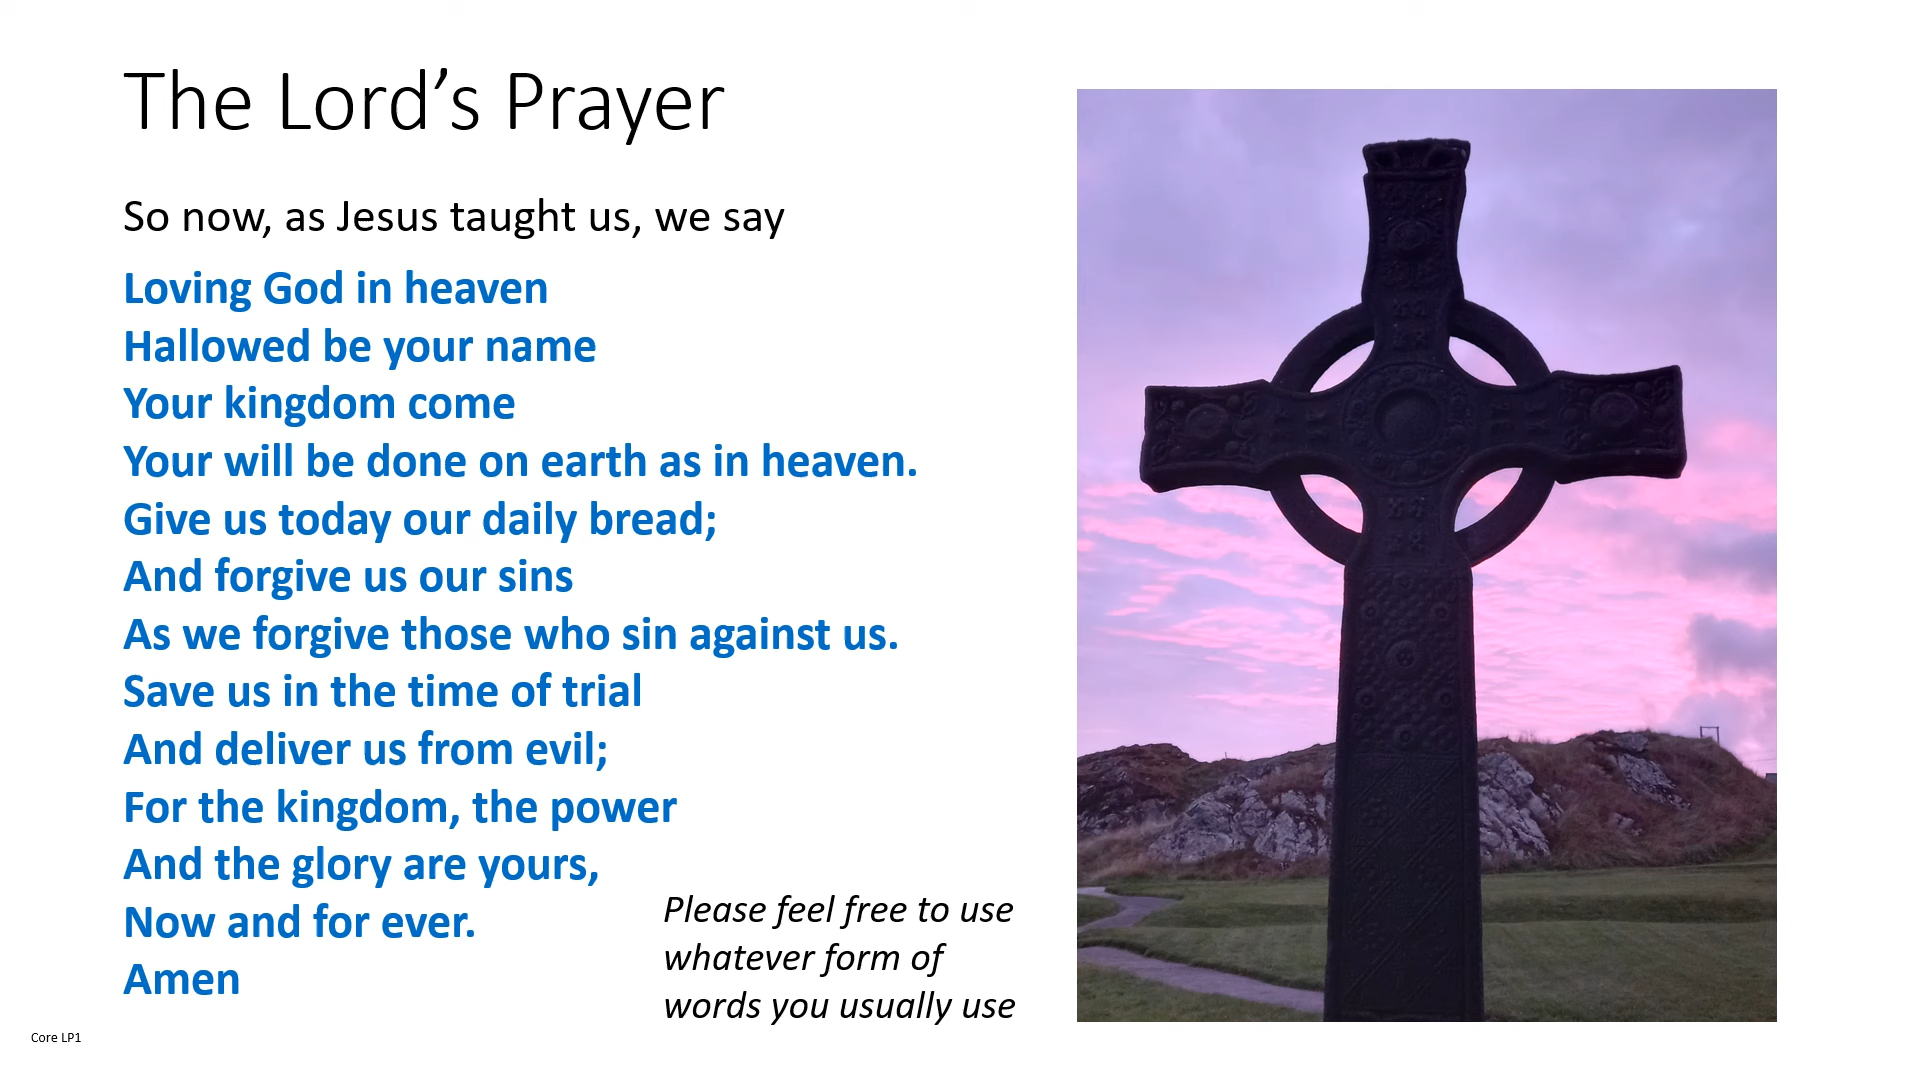 The Lord’s Prayer
So now, as Jesus taught us, we say
Loving God in heaven
Hallowed be your name
Your kingdom come
Your will be done on earth as in heaven.
Give us today our daily bread;
And forgive us our sins
As we forgive those who sin against us.
Save us in the time of trial
And deliver us from evil;
For the kingdom, the power
And the glory are yours,
Now and for ever.
Amen
Please feel free to use
whatever form of
words you usually use
Core LP1